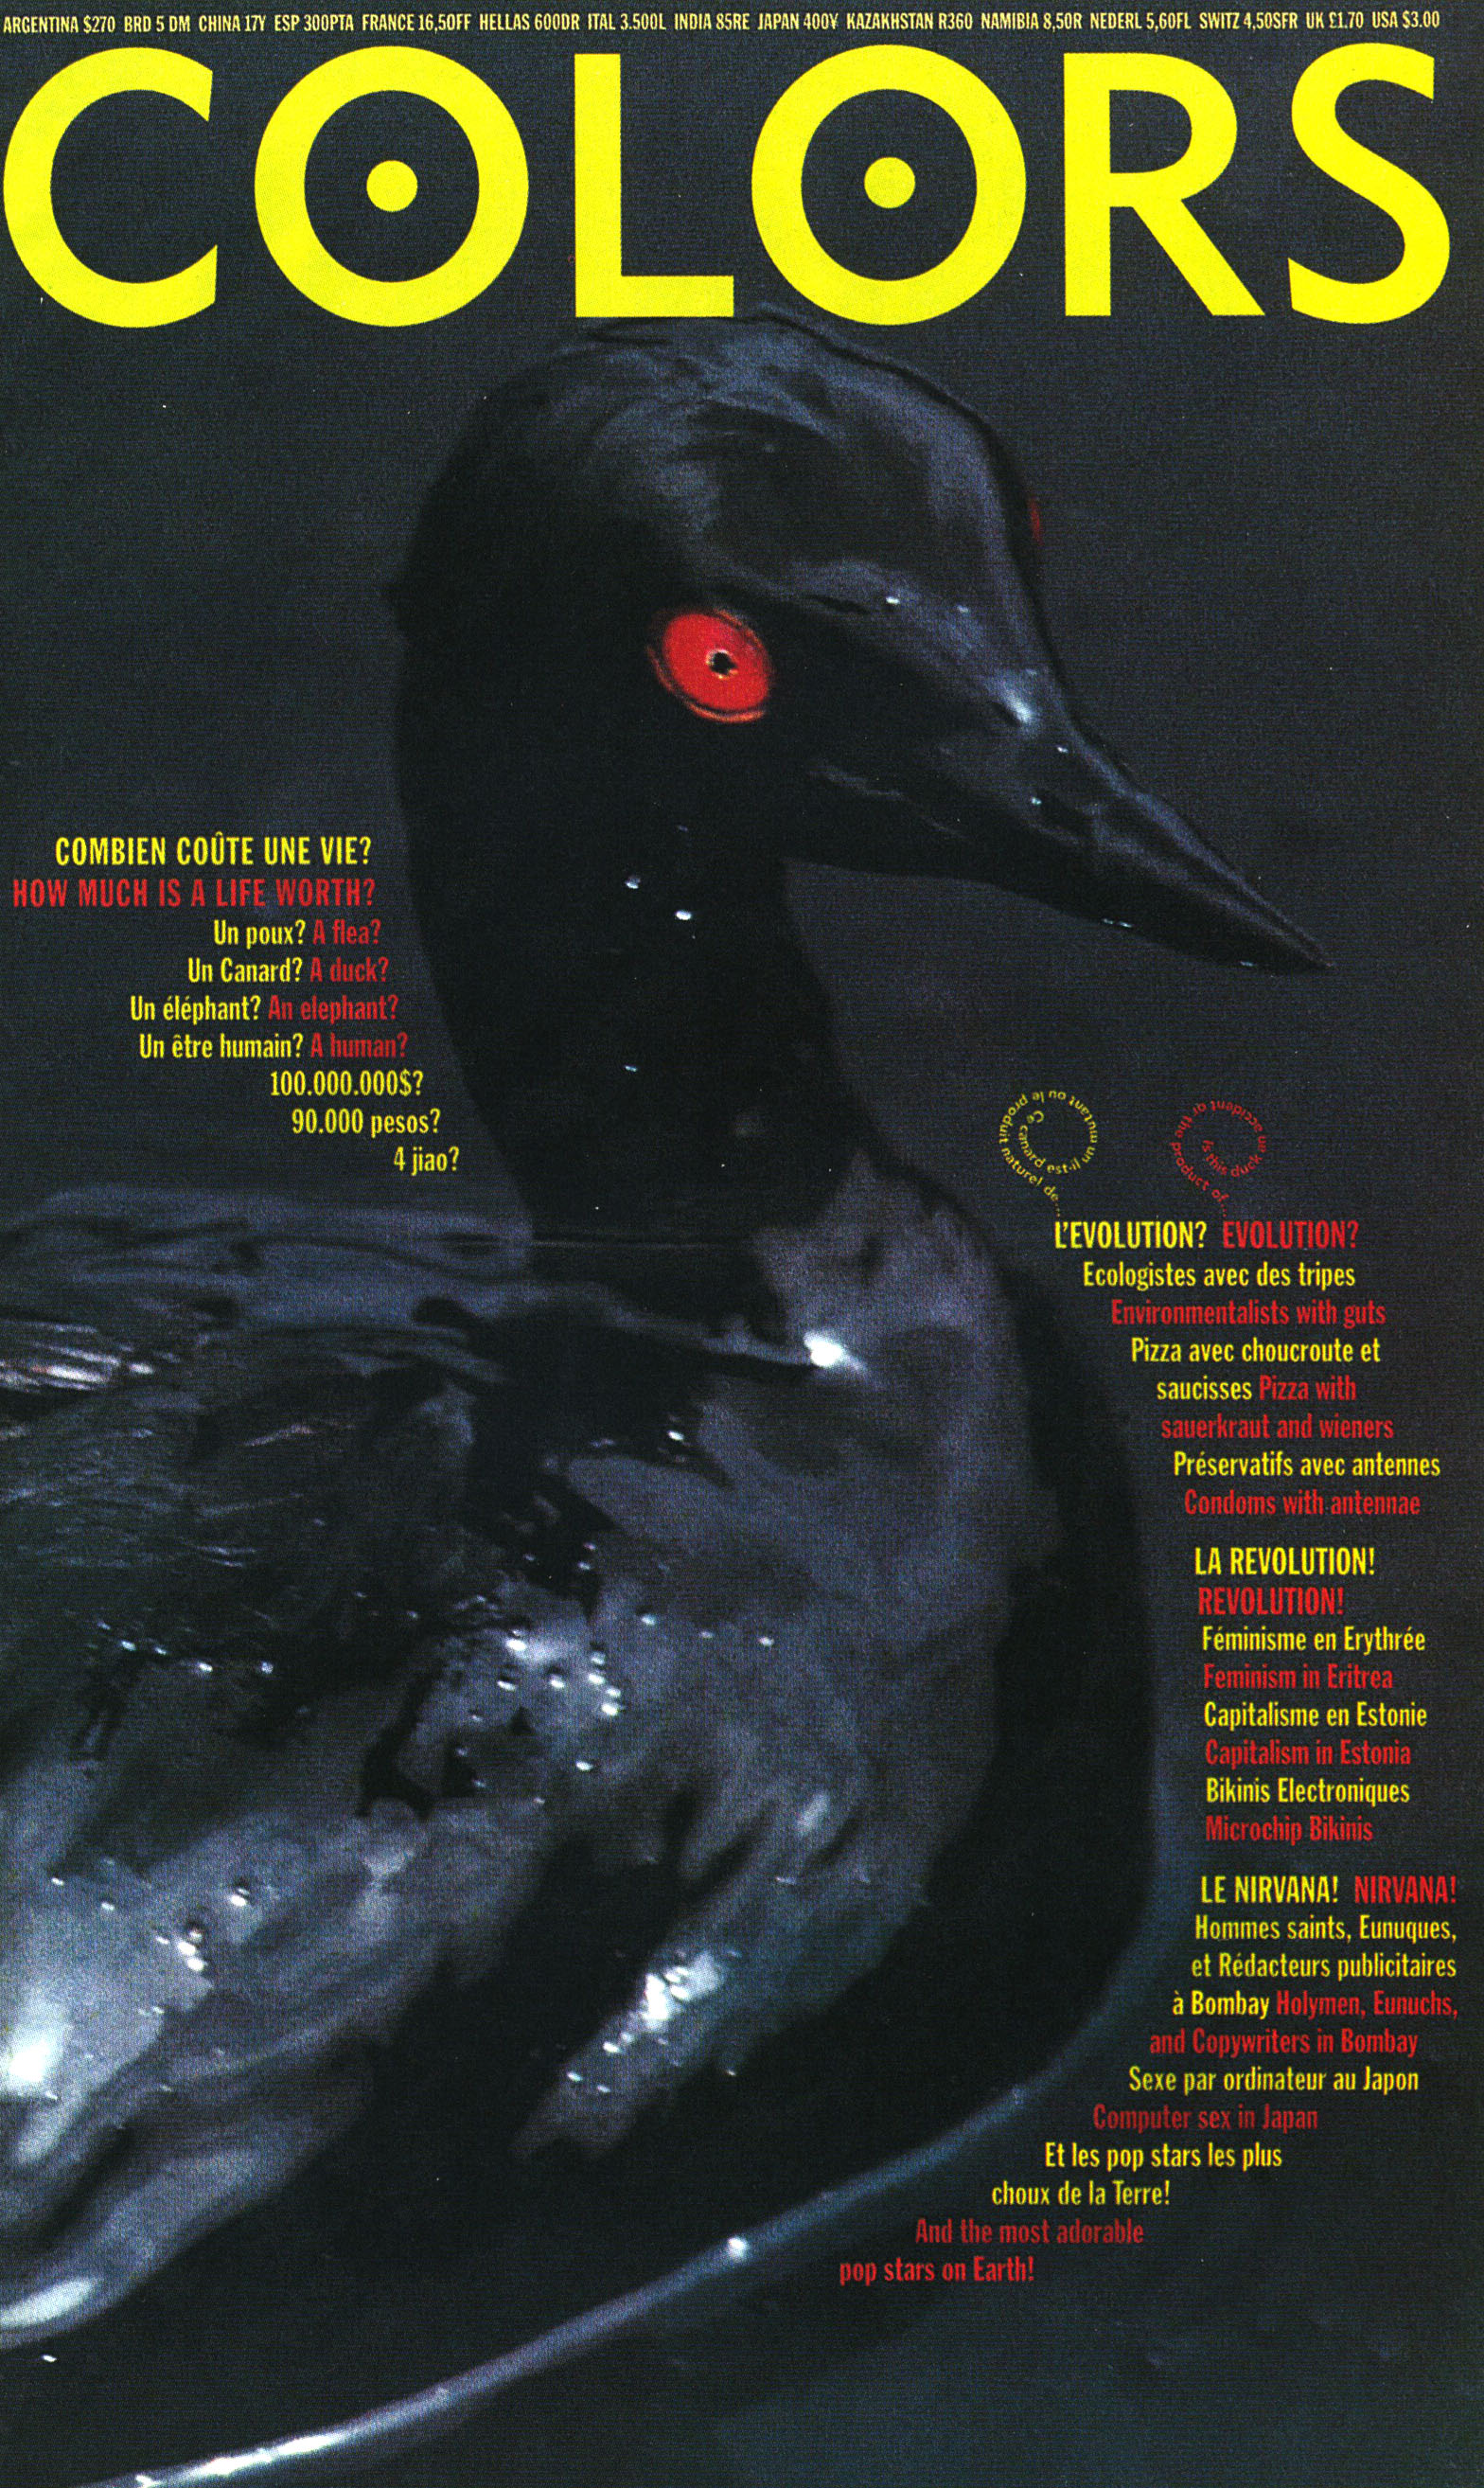 ARGENTINA $270 BRD 5 DM CHINA 17Y ESP 300PTA FRANCE 16,50FF HELLAS 600DR ITAL 3.500L INDIA 85RE JAPAN 400¥ KAZAKHSTAN R360 NAMIBIA 8,50R NEDERL 5,60FL SWITZ 4,50SFR UK £1.70 USA $3.00
COLORS
COMBIEN COÛTE UNE VIE?
HOW MUCH IS A LIFE WORTH?
Un poux? A flea?
Un Canard? A duck?
Un éléphant? An elephant?
Un être humain? A human?
100.000.000$?
90.000 pesos?
4 jiao?
Ce canard est-il un mutant ou le produit naturel de....
Is this duck an accident or the product of....
L'EVOLUTION? EVOLUTION?
Ecologistes avec des tripes
Environmentalists with guts
Pizza avec choucroute et
saucisses Pizza with
sauerkraut and wieners
Préservatifs avec antennes
Condoms with antennae
LA REVOLUTION!
REVOLUTION!
Féminisme en Erythrée
Feminism in Eritrea
Capitalisme en Estonie
Capitalism in Estonia
Bikinis Electroniques
Microchip Bikinis
LE NIRVANA! NIRVANA!
Hommes saints, Eunuques,
et Rédacteurs publicitaires
à Bombay Holymen, Eunuchs,
and Copywriters in Bombay
Sexe par ordinateur au Japon
Computer sex in Japan
Et les pop stars les plus
choux de la Terre!
And the most adorable
pop stars on Earth!